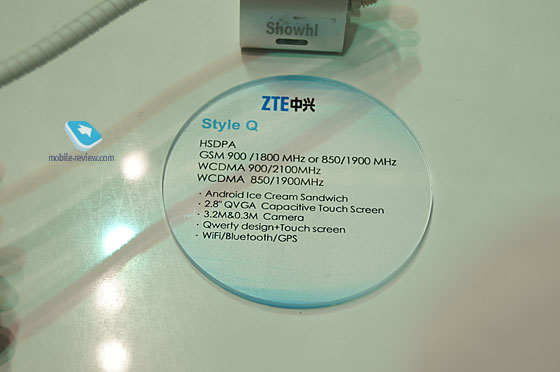 Showhi
ZTE中兴
Style Q
HSDPA
GSM 900 /1800 MHz or 850/1900 MHz
WCDMA 900/2100MHz
WCDMA 850/1900MHz
· Android Ice Cream Sandwich
· 2.8" QVGA Capacitive Touch Screen
· 3.2M&0.3M Camera
· Qwerty design+Touch screen
· WiFi/Bluetooth/GPS
mobile-review.com